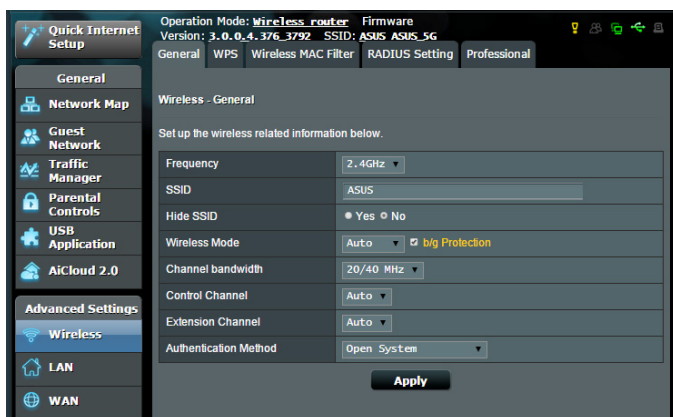 Quick Internet
Setup
General
Network Map
Guest
Network
Traffic
Manager
Parental
Controls
USB
Application
AiCloud 2.0
Advanced Settings
Wireless
LAN
WAN
Operation Mode: Wireless router Firmware
Version: 3.0.0.4.376_3792 SSID: ASUS ASUS_5G
General WPS Wireless MAC Filter RADIUS Setting Professional
Wireless - General
Set up the wireless related information below.
Frequency 2.4GHz
SSID ASUS
Hide SSID Yes No
Wireless Mode Auto b/g Protection
Channel bandwidth 20/40 MHz
Control Channel Auto
Extension Channel Auto
Authentication Method Open System
Apply